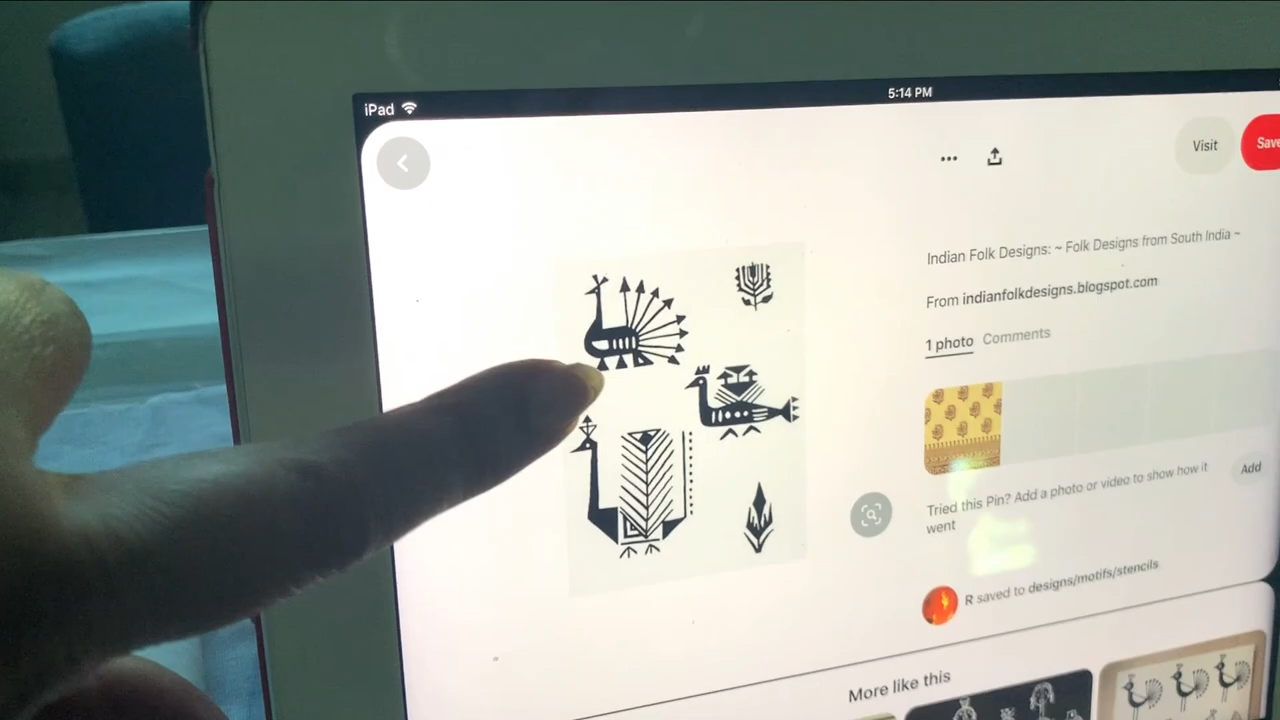 iPad
5:14 PM
Visit
Save
Indian Folk Designs: ~ Folk Designs from South India ~
From indianfolkdesigns.blogspot.com
1 photo Comments
Tried this Pin? Add a photo or video to show how it
went
Add
R saved to designs/motifs/stencils
More like this